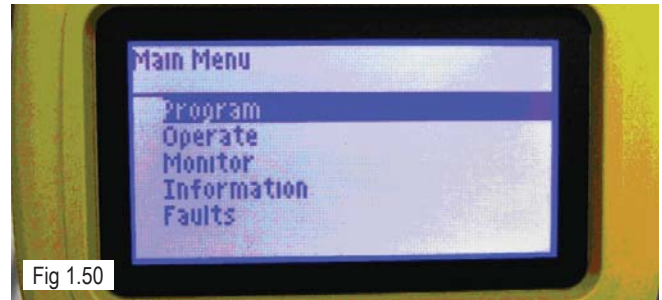 Main Menu
Program
Operate
Monitor
Information
Faults
Fig 1.50